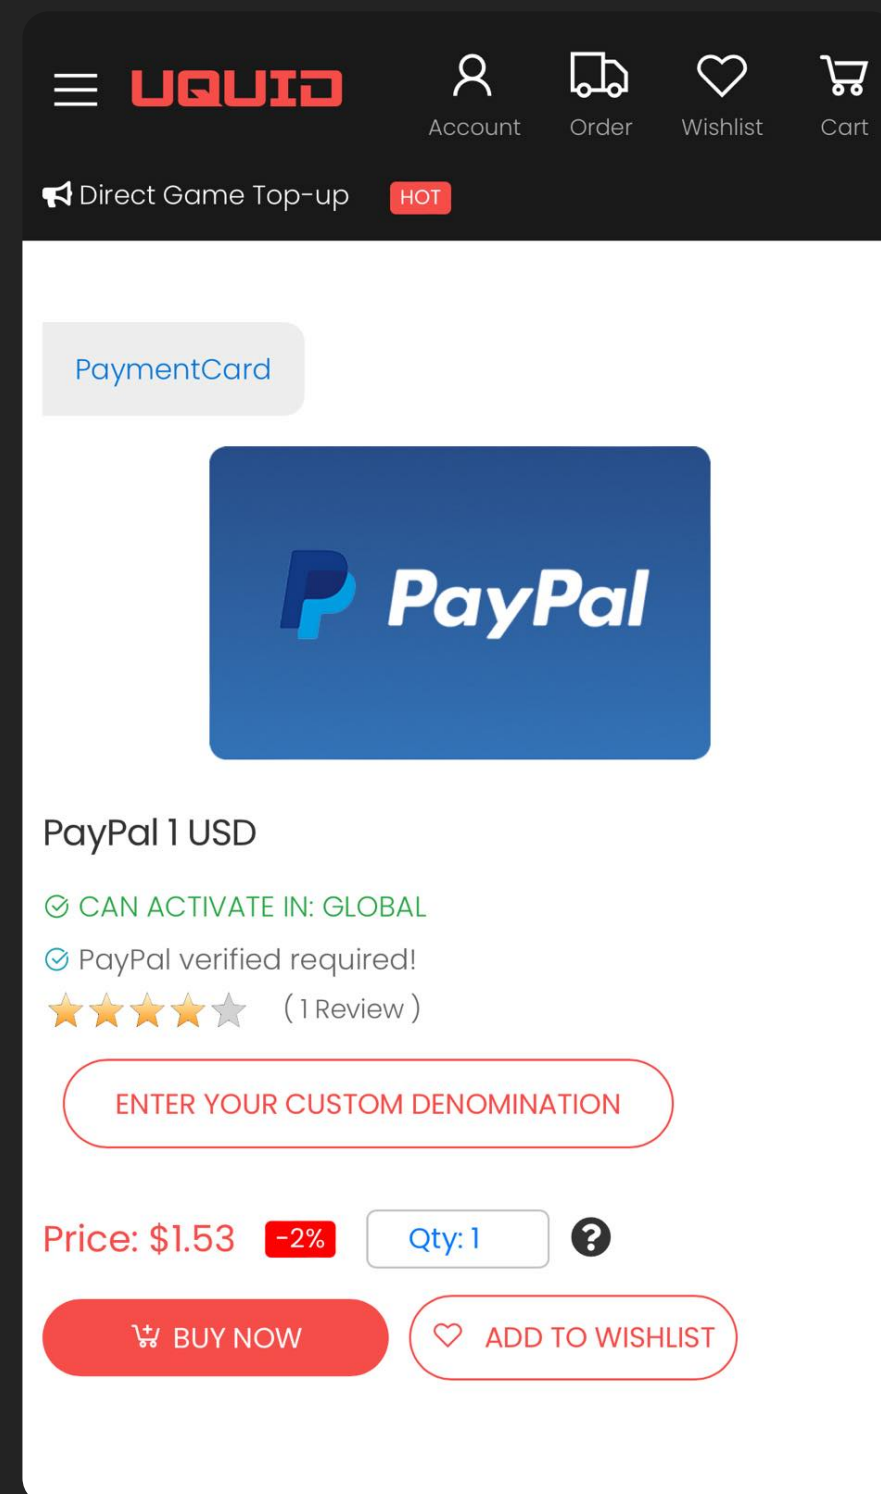 UQUID
Account Order Wishlist Cart
Direct Game Top-up HOT
PaymentCard
PayPal
PayPal 1 USD
CAN ACTIVATE IN: GLOBAL
PayPal verified required!
( 1 Review )
ENTER YOUR CUSTOM DENOMINATION
Price: $1.53 -2% Qty: 1 ?
BUY NOW ADD TO WISHLIST